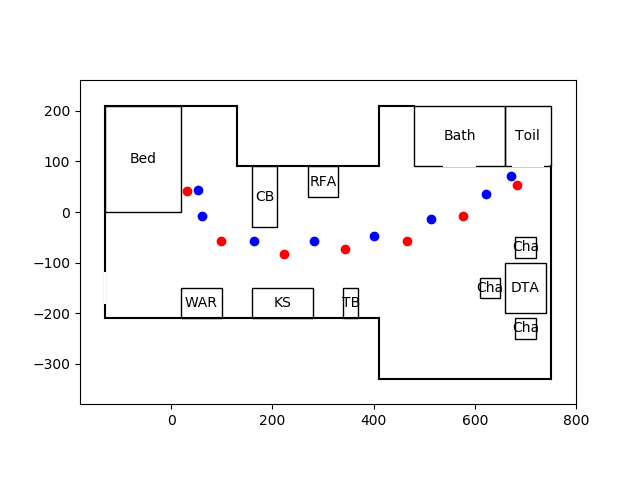 200
100
0
−100
−200
−300
0
200
400
600
800
Bed
Bath
Toil
RFA
CB
Cha
Cha
DTA
WAR
KS
TB
Cha